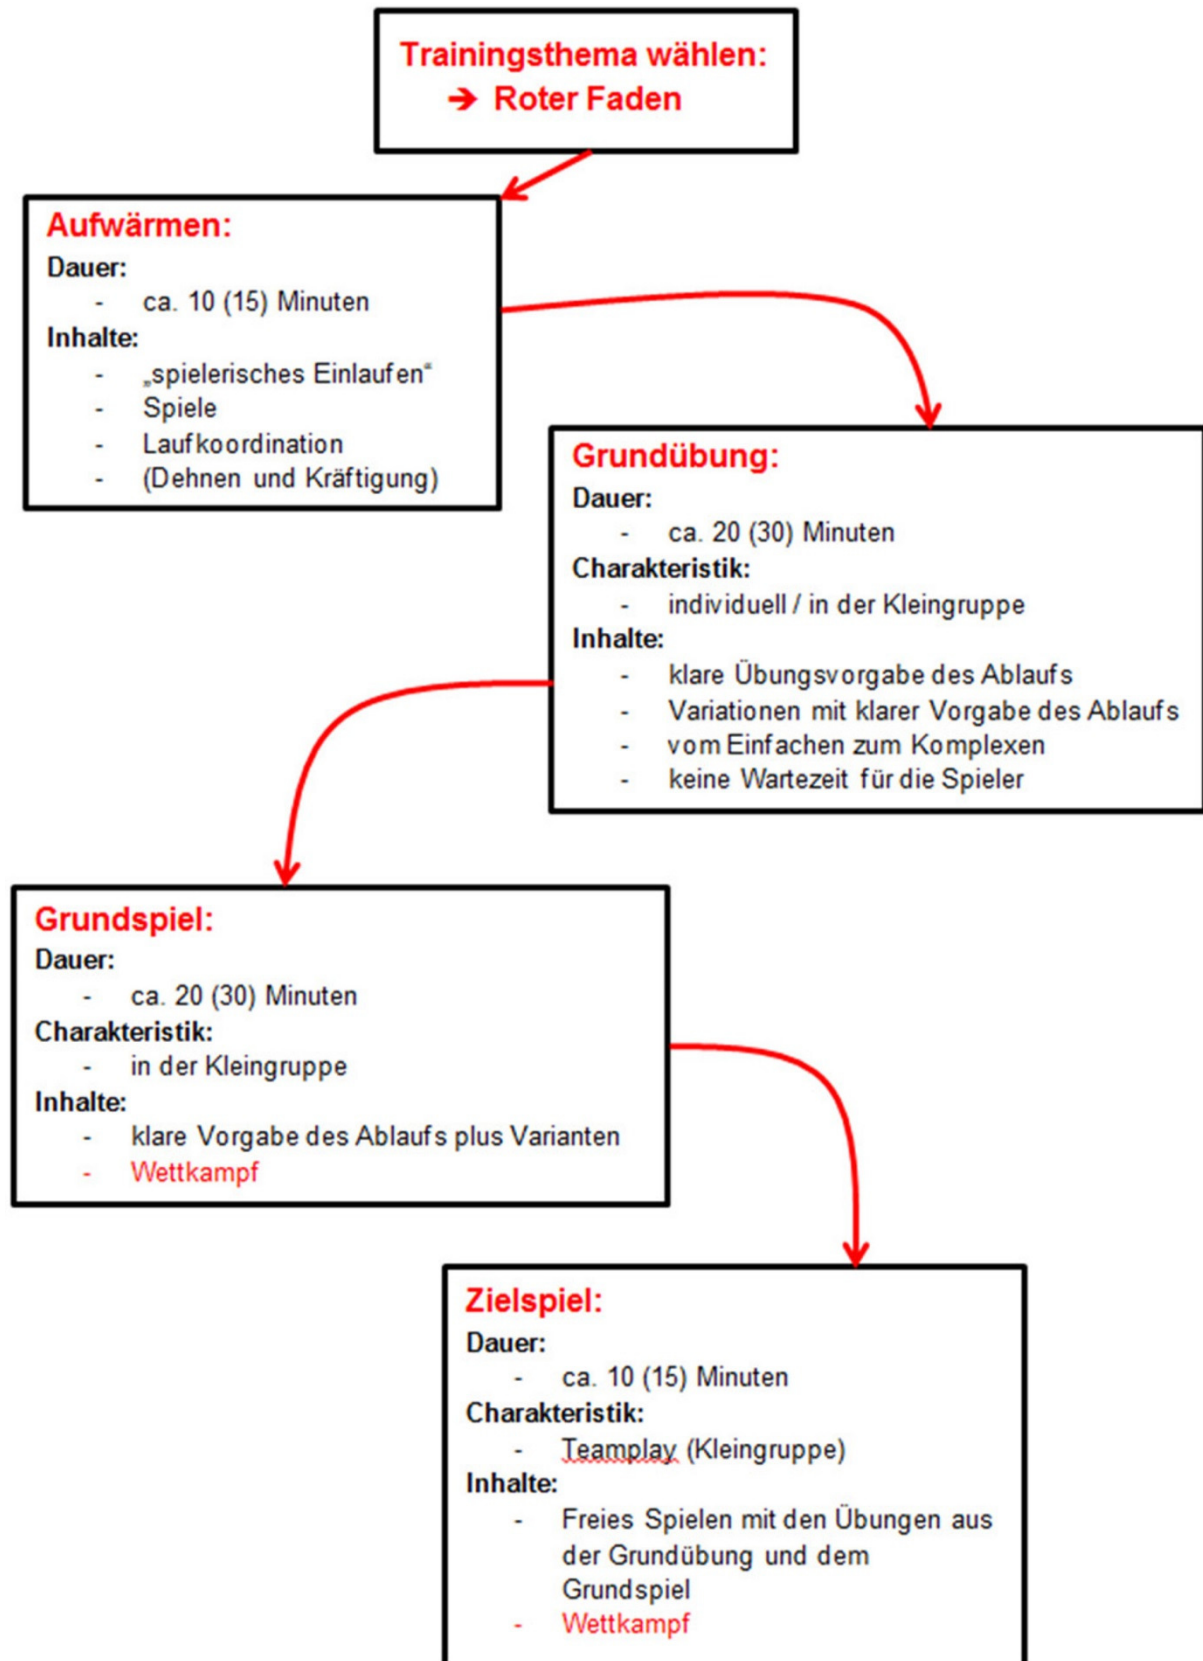 Trainingsthema wählen:
➔ Roter Faden
Aufwärmen:
Dauer:
- ca. 10 (15) Minuten
Inhalte:
- „spielerisches Einlaufen“
- Spiele
- Laufkoordination
- (Dehnen und Kräftigung)
Grundübung:
Dauer:
- ca. 20 (30) Minuten
Charakteristik:
- individuell / in der Kleingruppe
Inhalte:
- klare Übungsvorgabe des Ablaufs
- Variationen mit klarer Vorgabe des Ablaufs
- vom Einfachen zum Komplexen
- keine Wartezeit für die Spieler
Grundspiel:
Dauer:
- ca. 20 (30) Minuten
Charakteristik:
- in der Kleingruppe
Inhalte:
- klare Vorgabe des Ablaufs plus Varianten
- Wettkampf
Zielspiel:
Dauer:
- ca. 10 (15) Minuten
Charakteristik:
- Teamplay (Kleingruppe)
Inhalte:
- Freies Spielen mit den Übungen aus
der Grundübung und dem
Grundspiel
- Wettkampf